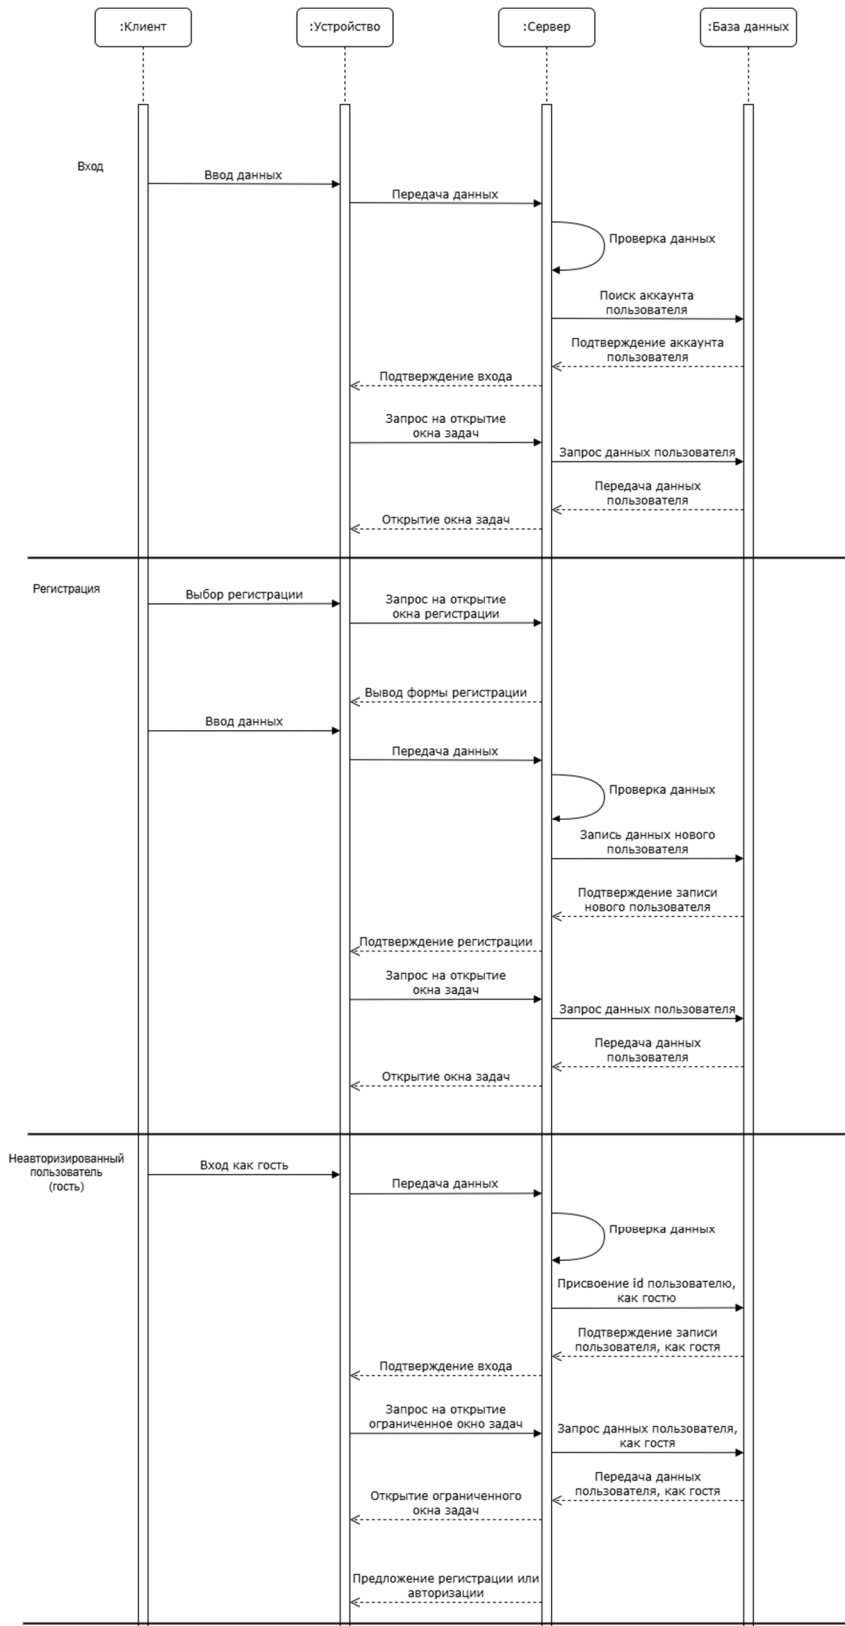 :Клиент
:Устройство
:Сервер
:База данных
Вход
Ввод данных
Передача данных
Проверка данных
Поиск аккаунта
пользователя
Подтверждение аккаунта
пользователя
Подтверждение входа
Запрос на открытие
окна задач
Запрос данных пользователя
Передача данных
пользователя
Открытие окна задач
Регистрация
Выбор регистрации
Запрос на открытие
окна регистрации
Вывод формы регистрации
Ввод данных
Передача данных
Проверка данных
Запись данных нового
пользователя
Подтверждение записи
нового пользователя
Подтверждение регистрации
Запрос на открытие
окна задач
Запрос данных пользователя
Передача данных
пользователя
Открытие окна задач
Неавторизированный
пользователь
(гость)
Вход как гость
Передача данных
Проверка данных
Присвоение id пользователю,
как гостю
Подтверждение записи
пользователя, как гостя
Подтверждение входа
Запрос на открытие
ограниченное окно задач
Запрос данных пользователя,
как гостя
Передача данных
пользователя, как гостя
Открытие ограниченного
окна задач
Предложение регистрации или
авторизации